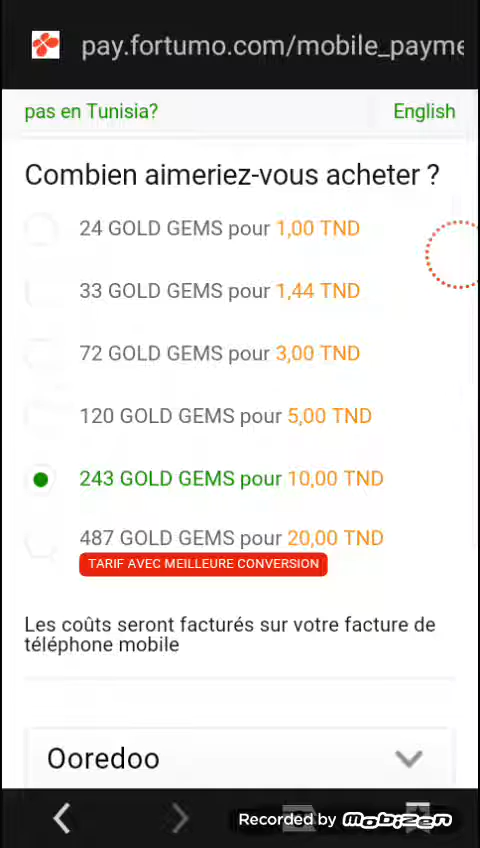 pay.fortumo.com/mobile_payme
pas en Tunisia?
English
Combien aimeriez-vous acheter ?
24 GOLD GEMS pour 1,00 TND
33 GOLD GEMS pour 1,44 TND
72 GOLD GEMS pour 3,00 TND
120 GOLD GEMS pour 5,00 TND
243 GOLD GEMS pour 10,00 TND
487 GOLD GEMS pour 20,00 TND
TARIF AVEC MEILLEURE CONVERSION
Les coûts seront facturés sur votre facture de
téléphone mobile
Ooredoo
Recorded by Mobizen